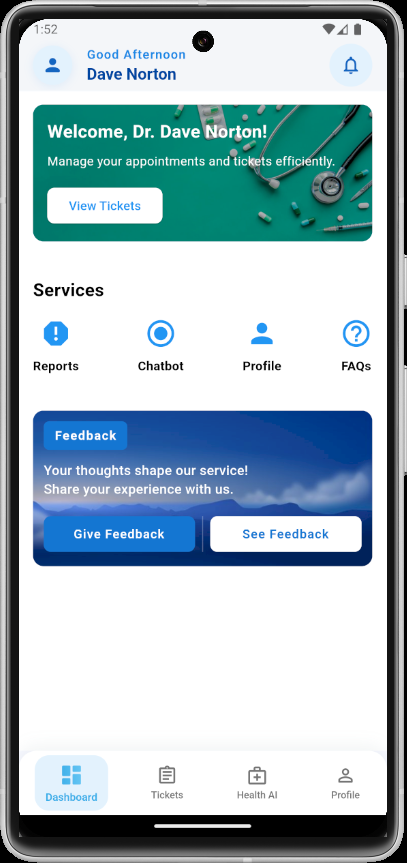 1:52
Good Afternoon
Dave Norton
Welcome, Dr. Dave Norton!
Manage your appointments and tickets efficiently.
View Tickets
Services
Reports Chatbot Profile FAQs
Feedback
Your thoughts shape our service!
Share your experience with us.
Give Feedback See Feedback
Dashboard Tickets Health AI Profile